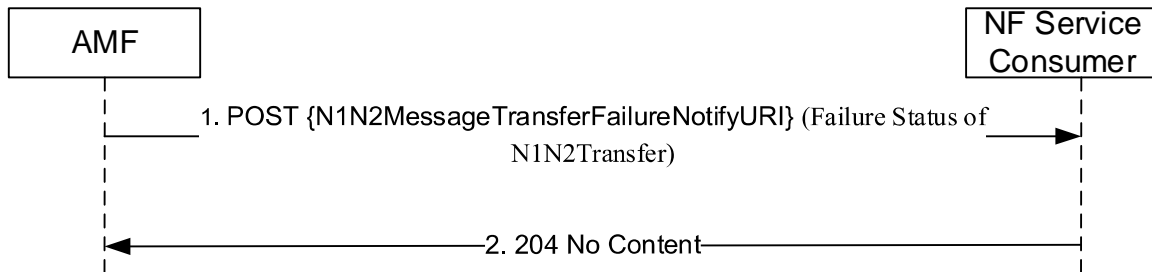 AMF
NF Service
Consumer
1. POST {N1N2MessageTransferFailureNotifyURI} (Failure Status of
N1N2Transfer)
2. 204 No Content